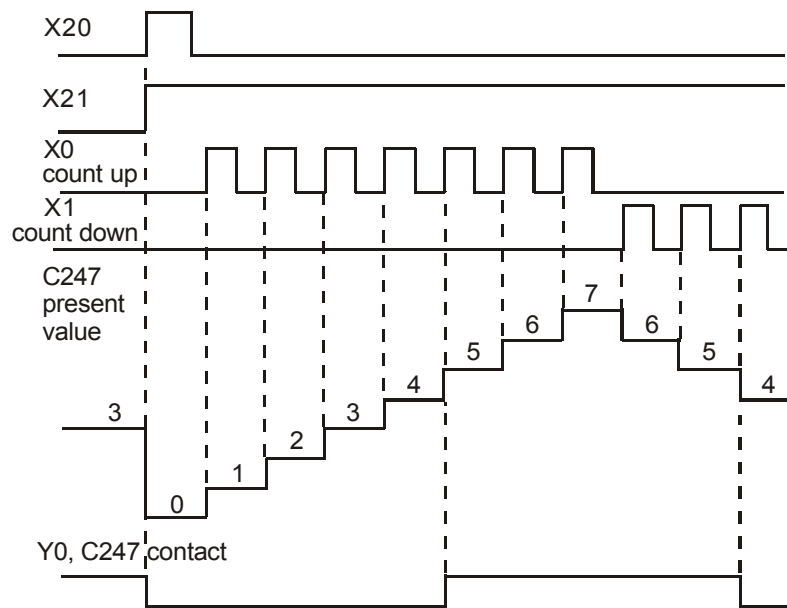 X20
X21
X0
count up
X1
count down
C247
present
value
7
6
6
5
5
4
4
3
3
2
1
0
Y0, C247 contact